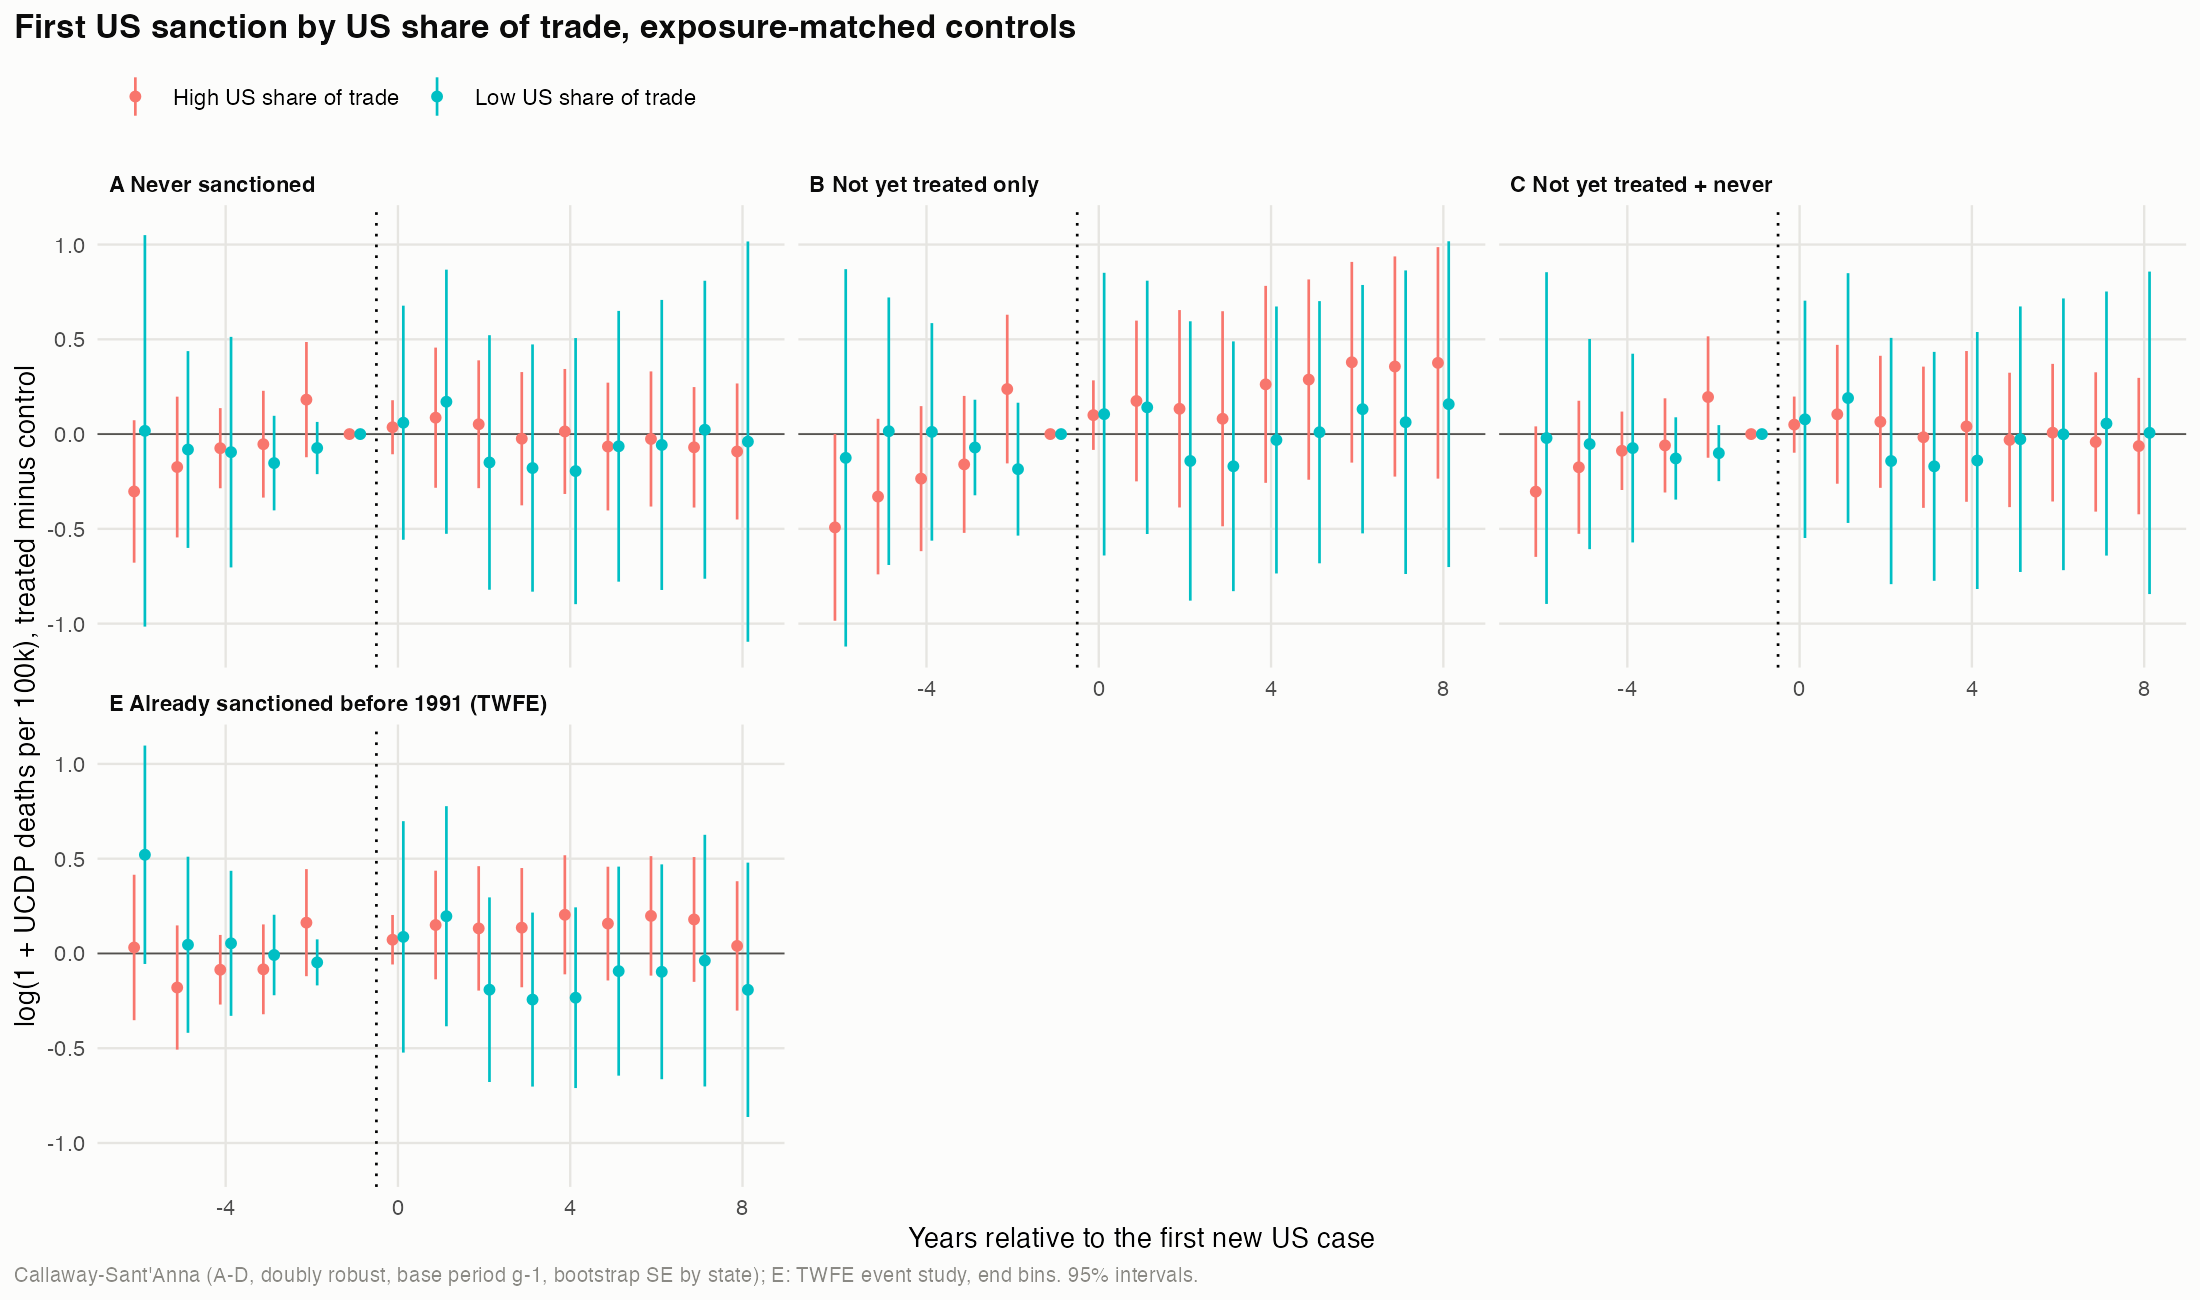 First US sanction by US share of trade, exposure-matched controls
High US share of trade
Low US share of trade
A Never sanctioned
B Not yet treated only
C Not yet treated + never
1.0
0.5
0.0
-0.5
-1.0
-4
0
4
8
-4
0
4
8
E Already sanctioned before 1991 (TWFE)
1.0
0.5
0.0
-0.5
-1.0
-4
0
4
8
log(1 + UCDP deaths per 100k), treated minus control
Years relative to the first new US case
Callaway-Sant'Anna (A-D, doubly robust, base period g-1, bootstrap SE by state); E: TWFE event study, end bins. 95% intervals.